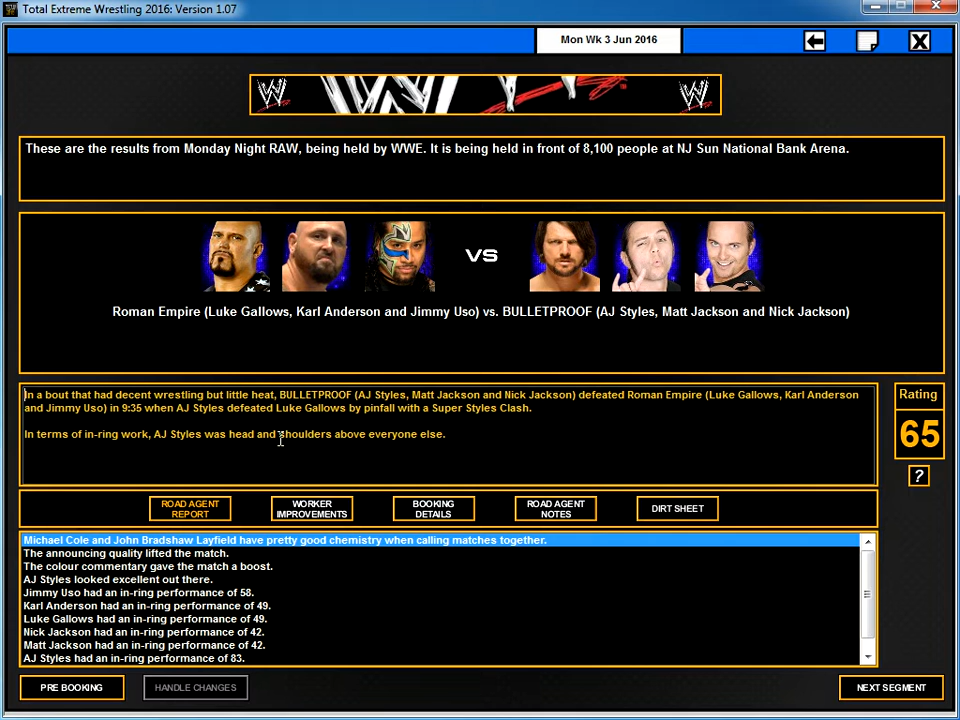 Total Extreme Wrestling 2016: Version 1.07
Mon Wk 3 Jun 2016
These are the results from Monday Night RAW, being held by WWE. It is being held in front of 8,100 people at NJ Sun National Bank Arena.
VS
Roman Empire (Luke Gallows, Karl Anderson and Jimmy Uso) vs. BULLETPROOF (AJ Styles, Matt Jackson and Nick Jackson)
In a bout that had decent wrestling but little heat, BULLETPROOF (AJ Styles, Matt Jackson and Nick Jackson) defeated Roman Empire (Luke Gallows, Karl Anderson
and Jimmy Uso) in 9:35 when AJ Styles defeated Luke Gallows by pinfall with a Super Styles Clash.
In terms of in-ring work, AJ Styles was head and shoulders above everyone else.
Rating
65
?
ROAD AGENT
REPORT
WORKER
IMPROVEMENTS
BOOKING
DETAILS
ROAD AGENT
NOTES
DIRT SHEET
Michael Cole and John Bradshaw Layfield have pretty good chemistry when calling matches together.
The announcing quality lifted the match.
The colour commentary gave the match a boost.
AJ Styles looked excellent out there.
Jimmy Uso had an in-ring performance of 58.
Karl Anderson had an in-ring performance of 49.
Luke Gallows had an in-ring performance of 49.
Nick Jackson had an in-ring performance of 42.
Matt Jackson had an in-ring performance of 42.
AJ Styles had an in-ring performance of 83.
PRE BOOKING
HANDLE CHANGES
NEXT SEGMENT